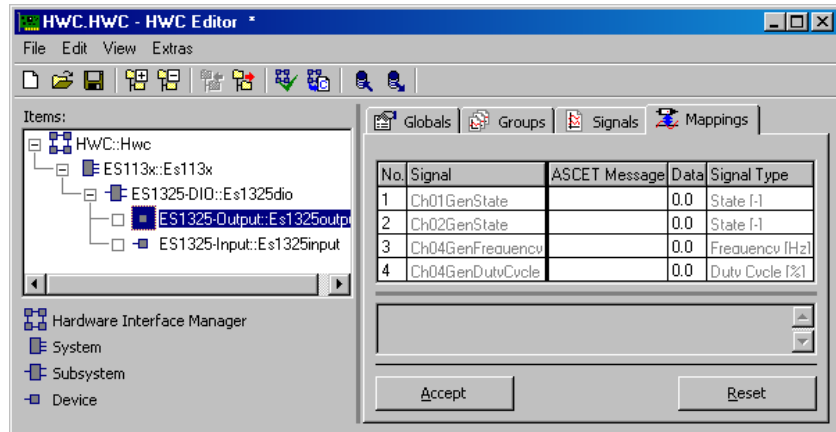 HWC.HWC - HWC Editor *
File Edit View Extras
Items:
HWC::Hwc
ES113x::Es113x
ES1325-DIO::Es1325dio
ES1325-Output::Es1325outpu
ES1325-Input::Es1325input
Hardware Interface Manager
System
Subsystem
Device
Globals Groups Signals Mappings
No. Signal ASCET Message Data Signal Type
1 Ch01GenState 0.0 State [-]
2 Ch02GenState 0.0 State [-]
3 Ch04GenFrequency 0.0 Frequency [Hz]
4 Ch04GenDutyCycle 0.0 Duty Cycle [%]
Accept Reset